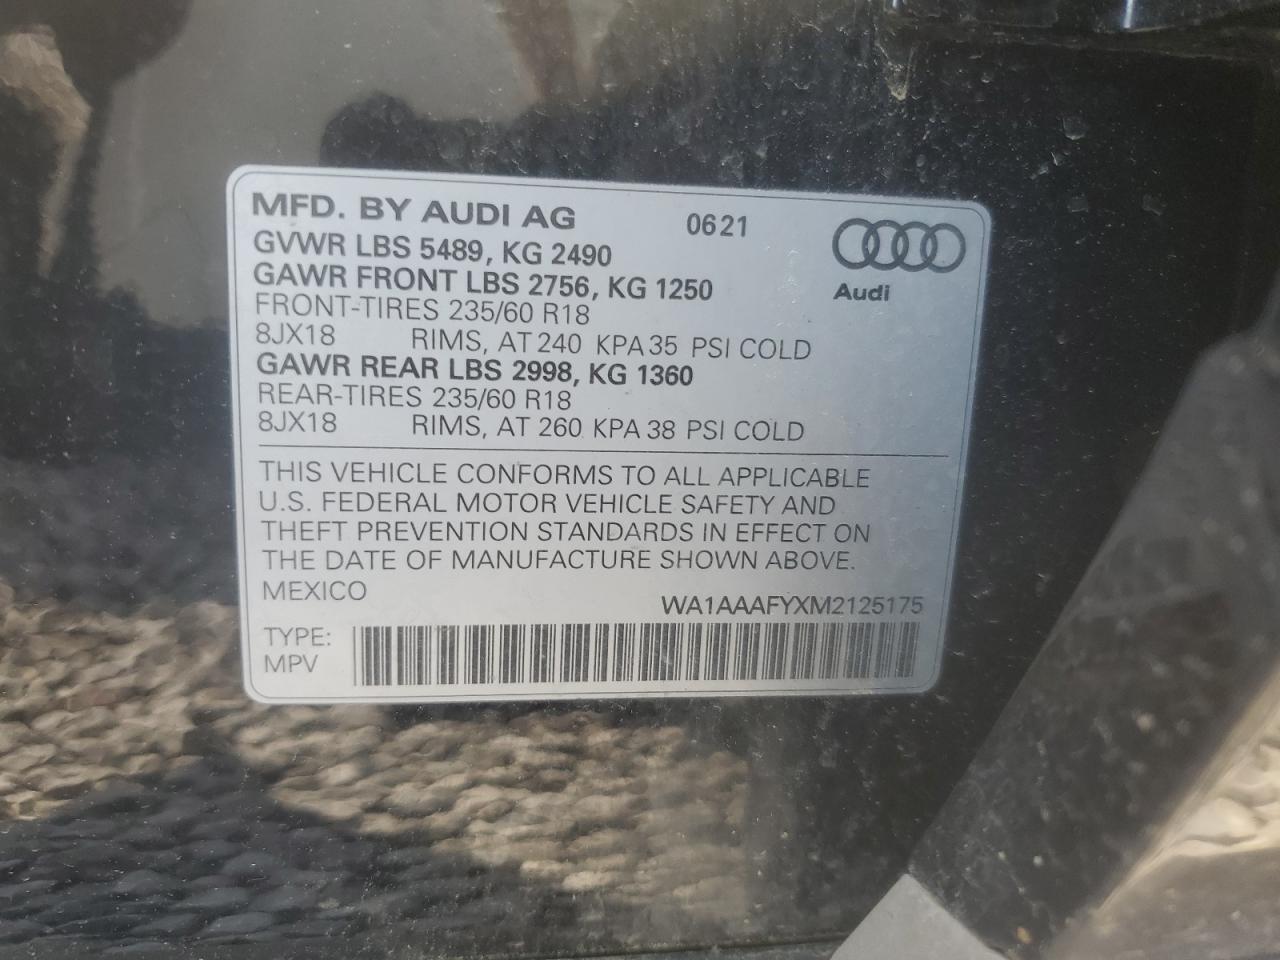 MFD. BY AUDI AG 0621
GVWR LBS 5489, KG 2490
GAWR FRONT LBS 2756, KG 1250
Audi
FRONT-TIRES 235/60 R18
8JX18 RIMS, AT 240 KPA 35 PSI COLD
GAWR REAR LBS 2998, KG 1360
REAR-TIRES 235/60 R18
8JX18 RIMS, AT 260 KPA 38 PSI COLD
THIS VEHICLE CONFORMS TO ALL APPLICABLE
U.S. FEDERAL MOTOR VEHICLE SAFETY AND
THEFT PREVENTION STANDARDS IN EFFECT ON
THE DATE OF MANUFACTURE SHOWN ABOVE.
MEXICO WA1AAAFYXM2125175
TYPE:
MPV